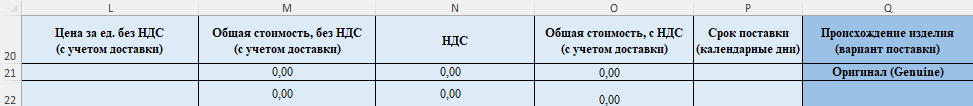 L M N O P Q
20 Цена за ед. без НДС (с учетом доставки) Общая стоимость, без НДС (с учетом доставки) НДС Общая стоимость, с НДС (с учетом доставки) Срок поставки (календарные дни) Происхождение изделия (вариант поставки)
21 0,00 0,00 0,00 Оригинал (Genuine)
22 0,00 0,00 0,00